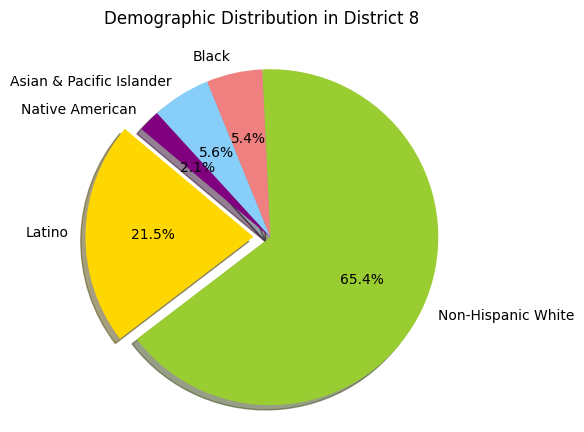 Demographic Distribution in District 8
Black
Asian & Pacific Islander
Native American
5.4%
5.6%
2.1%
Latino
21.5%
65.4%
Non-Hispanic White